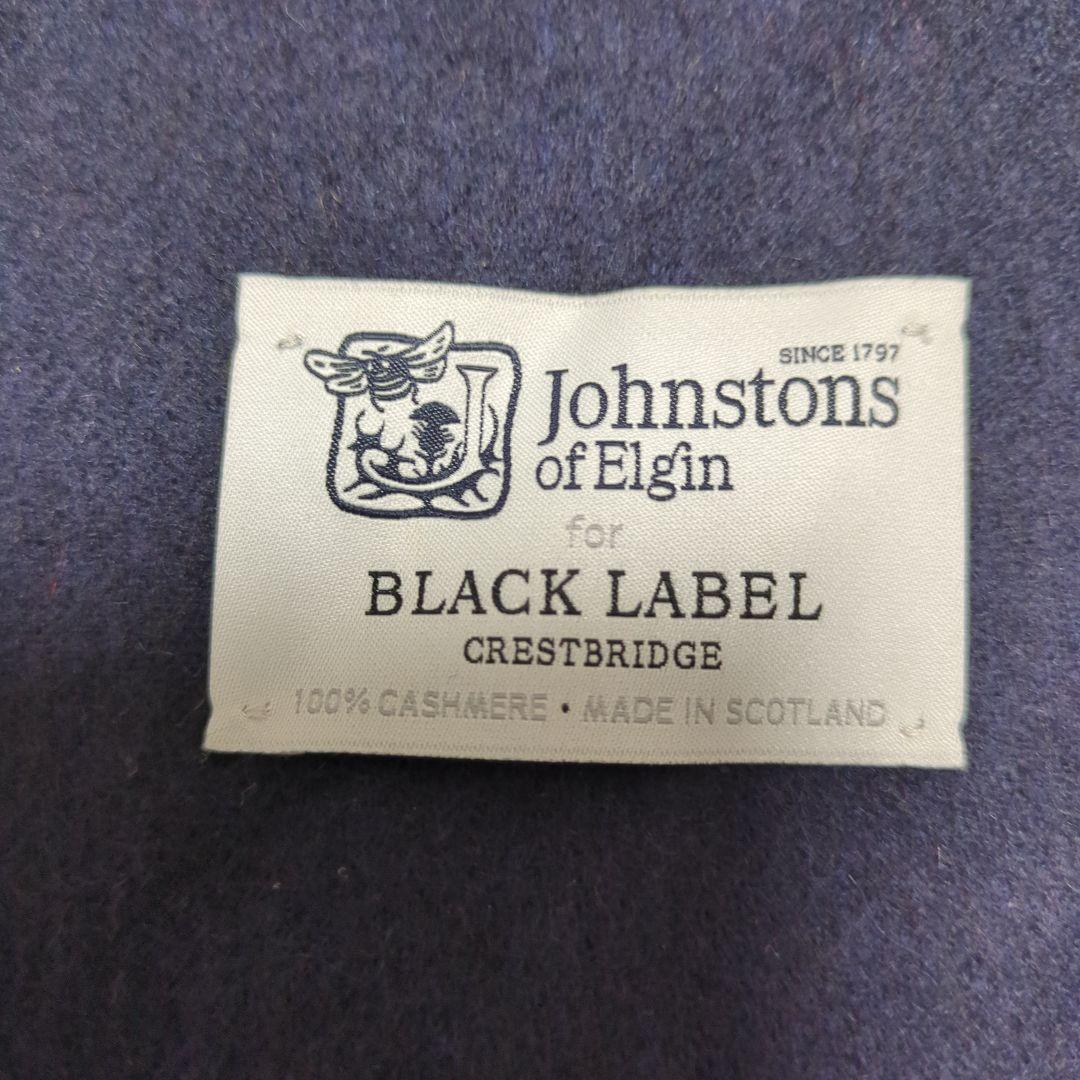 SINCE 1797
Johnstons
of Elgin
for
BLACK LABEL
CRESTBRIDGE
100% CASHMERE • MADE IN SCOTLAND